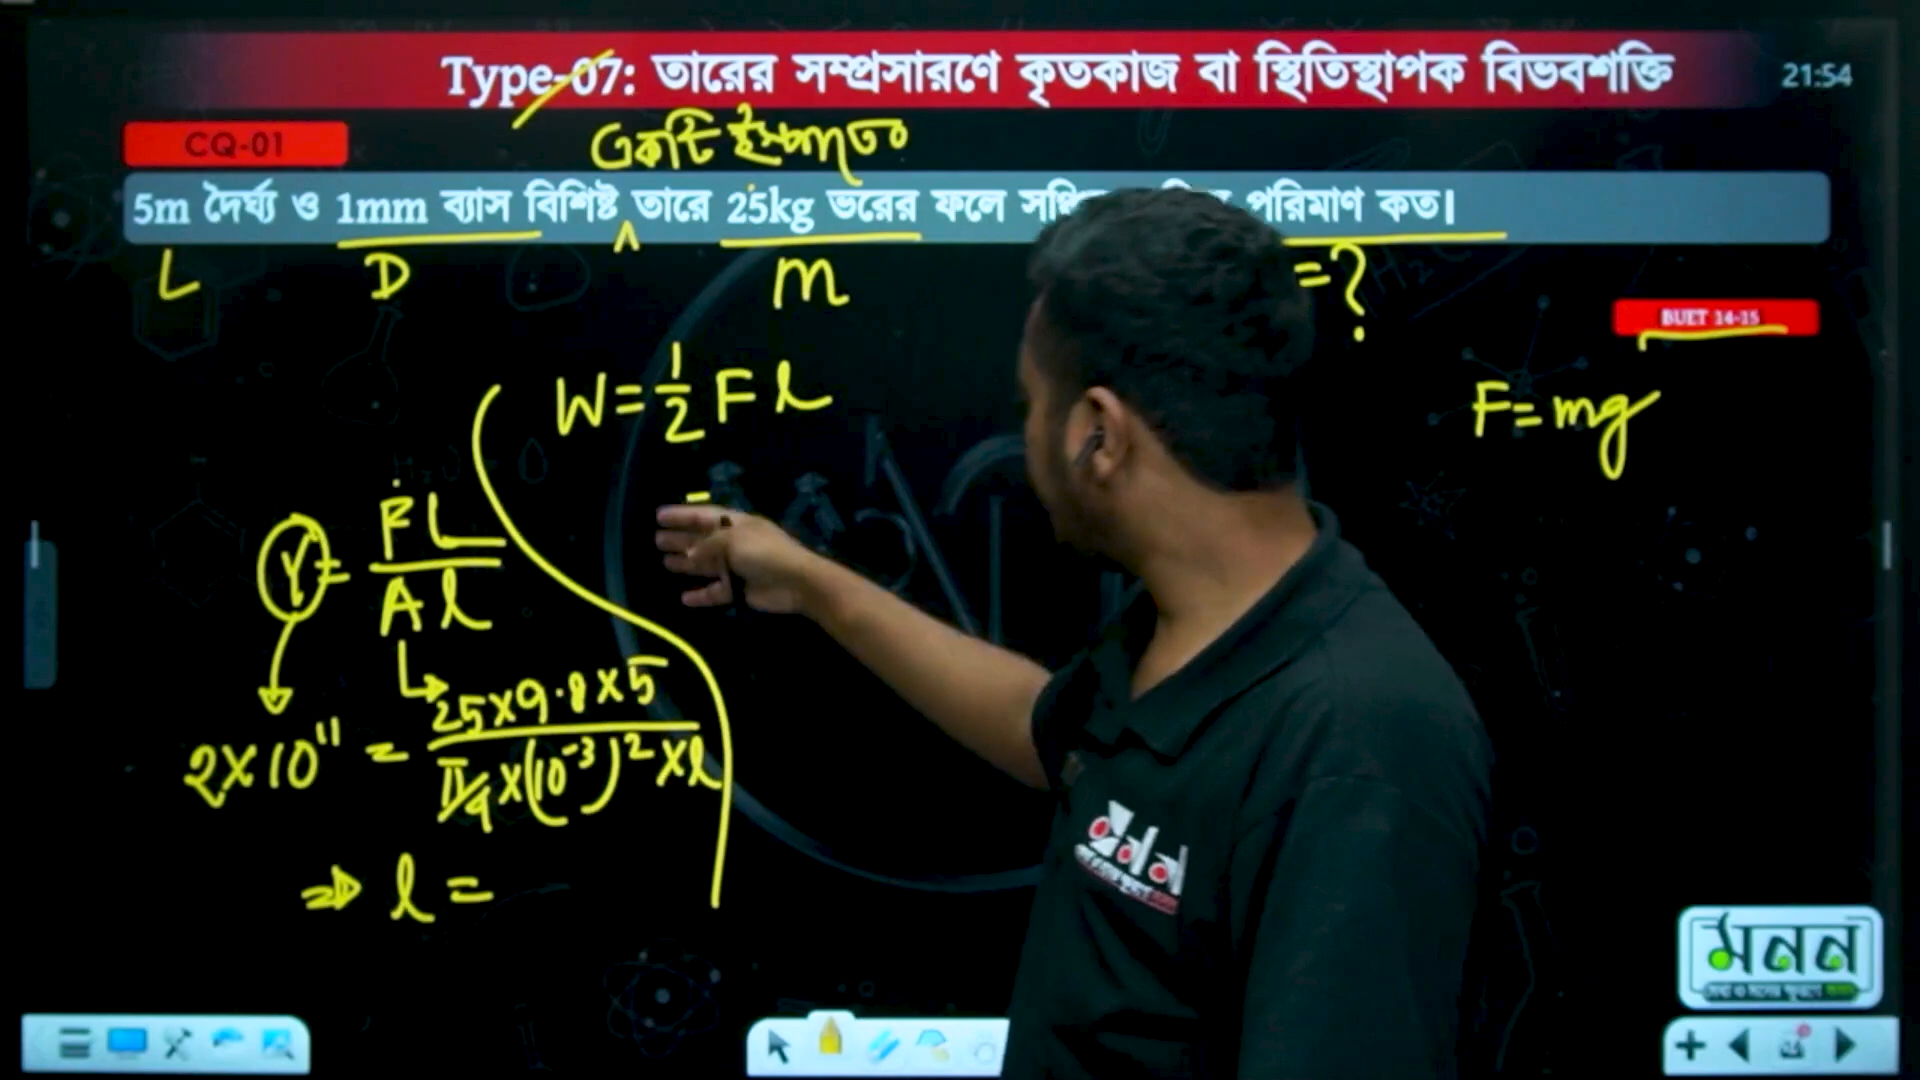 Type-07: তারের সম্প্রসারণে কৃতকাজ বা স্থিতিস্থাপক বিভবশক্তি
21:54
CQ-01
একটি ইস্পাতের
5m দৈর্ঘ্য ও 1mm ব্যাস বিশিষ্ট ^ তারে 25kg ভরের ফলে পরিমাণ কত।
L D m =?
BUET 14-15
W = 1/2 F l
F = mg
=
Y = FL / A l
2×10^11 = 25×9.8×5 / π/4 ×(10^-3)^2 × l
⇒ l =
মনন